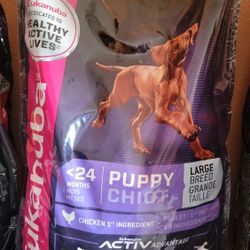 Eukanuba
DEDICATED TO
HEALTHY
ACTIVE
LIVES
Eukanuba
<24
MONTHS
MOIS
MESES
PUPPY
CHIOT
LARGE
BREED
GRANDE
TAILLE
CHICKEN 1ST INGREDIENT
Eukanuba
ACTIV ADVANTAGE